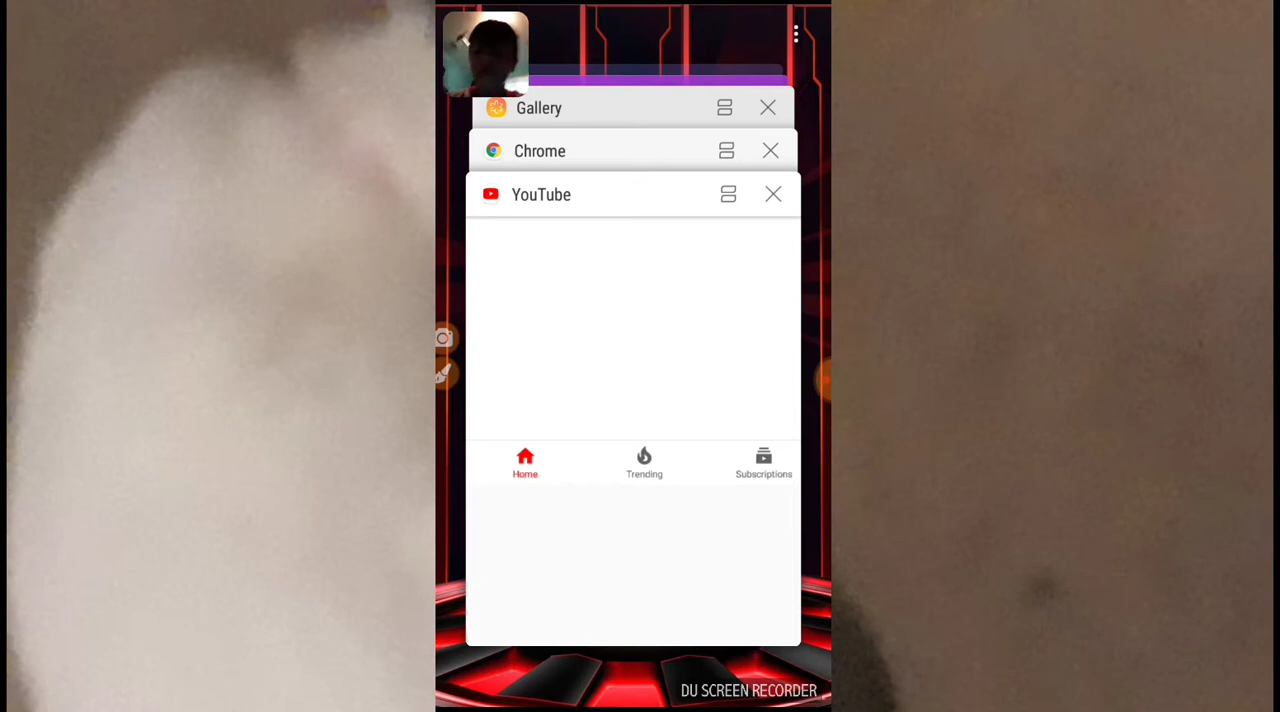 Gallery
Chrome
YouTube
Home
Trending
Subscriptions
DU SCREEN RECORDER